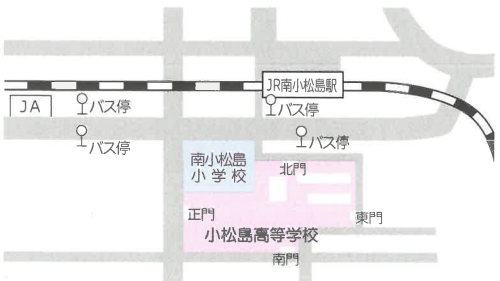 JR南小松島駅
JA
バス停
バス停
バス停
バス停
南小松島
小学校
北門
正門
東門
小松島高等学校
南門